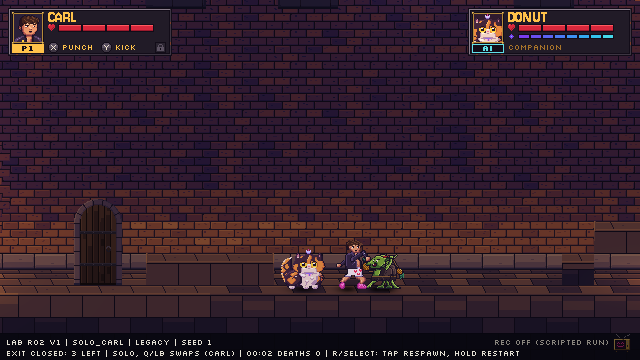 CARL
P1
X PUNCH Y KICK
DONUT
AI
COMPANION
LAB R02 V1 | SOLO_CARL | LEGACY | SEED 1
REC OFF (SCRIPTED RUN)
EXIT CLOSED: 3 LEFT | SOLO, Q/LB SWAPS (CARL) | 00:02 DEATHS 0 | R/SELECT: TAP RESPAWN, HOLD RESTART